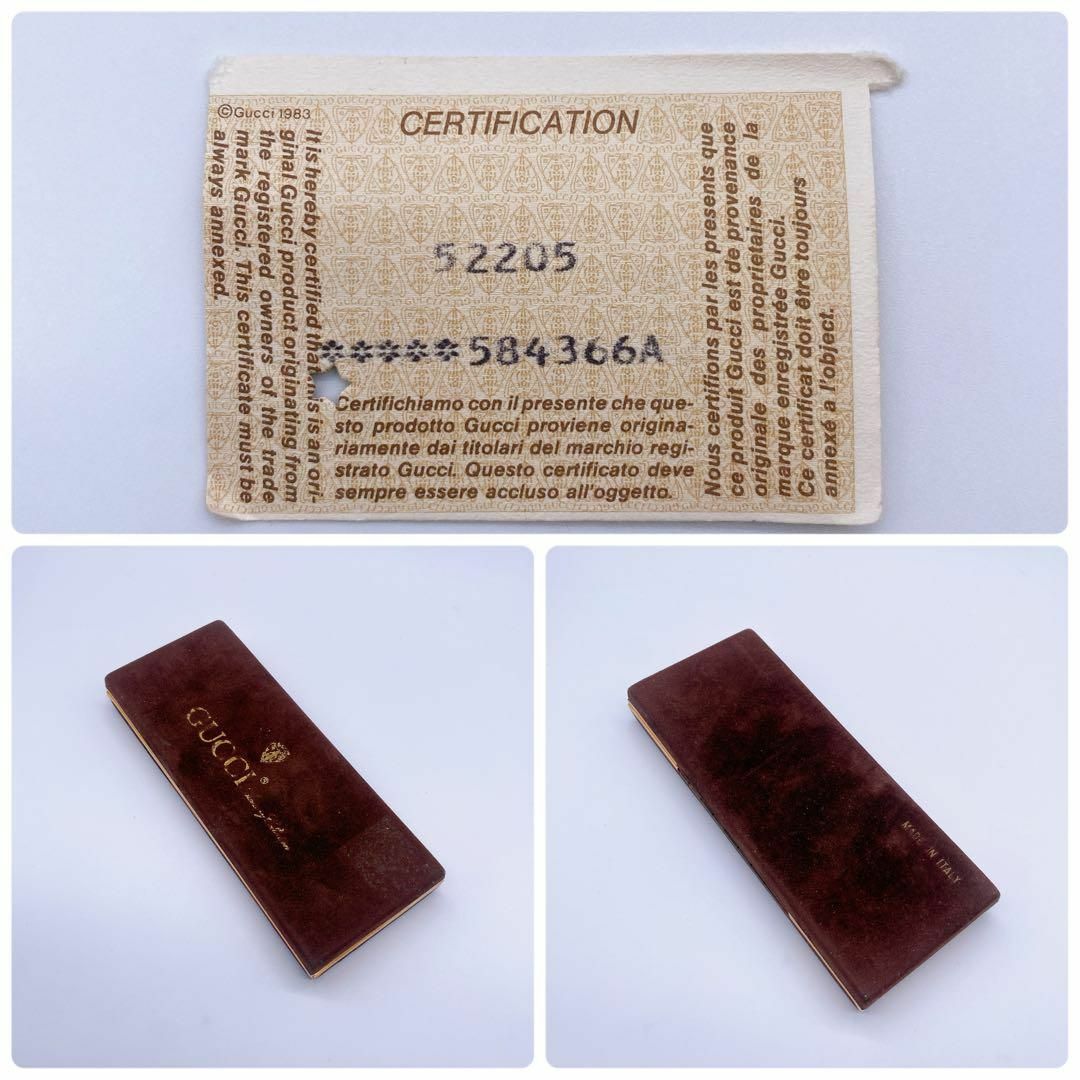 ©Gucci 1983
CERTIFICATION
It is hereby certified that this is an ori-
ginal Gucci product originating from
the registered owners of the trade
mark Gucci. This certificate must be
always annexed.
52205
*****584366A
Certifichiamo con il presente che que-
sto prodotto Gucci proviene origina-
riamente dai titolari del marchio regi-
strato Gucci. Questo certificato deve
sempre essere accluso all'oggetto.
Nous certifions par les presents que
ce produit Gucci est de provenance
originale des proprietaires de la
marque enregistrée Gucci.
Ce certificat doit être toujours
annexé a l'object.
GUCCI®
MADE IN ITALY